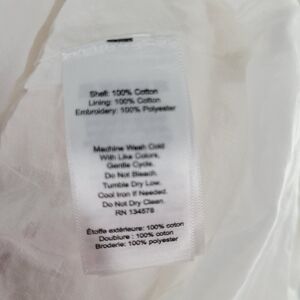 Shell: 100% Cotton
Lining: 100% Cotton
Embroidery: 100% Polyester
Machine Wash Cold
With Like Colors,
Gentle Cycle.
Do Not Bleach.
Tumble Dry Low.
Cool Iron if Needed.
Do Not Dry Clean.
RN 134578
Étoffe extérieure: 100% coton
Doublure : 100% coton
Broderie: 100% polyester